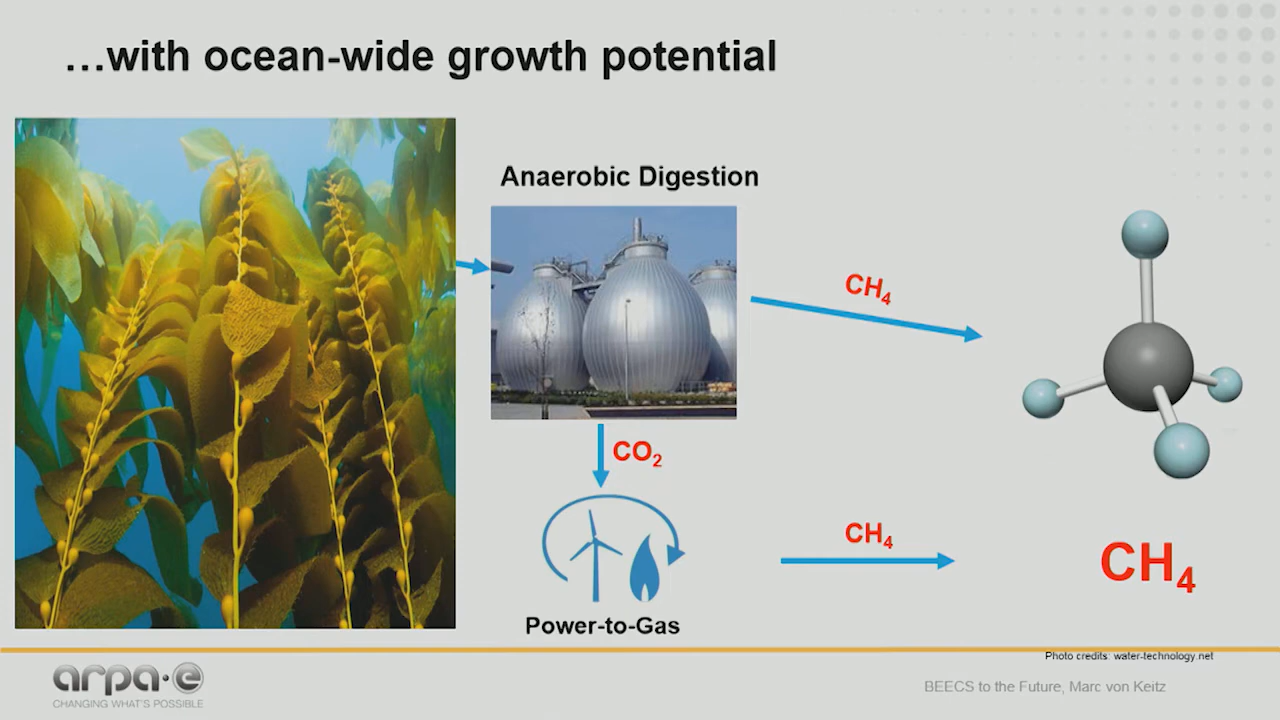 ...with ocean-wide growth potential
Anaerobic Digestion
CH₄
CO₂
CH₄
CH₄
Power-to-Gas
Photo credits: water-technology.net
arpa·e
CHANGING WHAT'S POSSIBLE
BEECS to the Future, Marc von Keitz